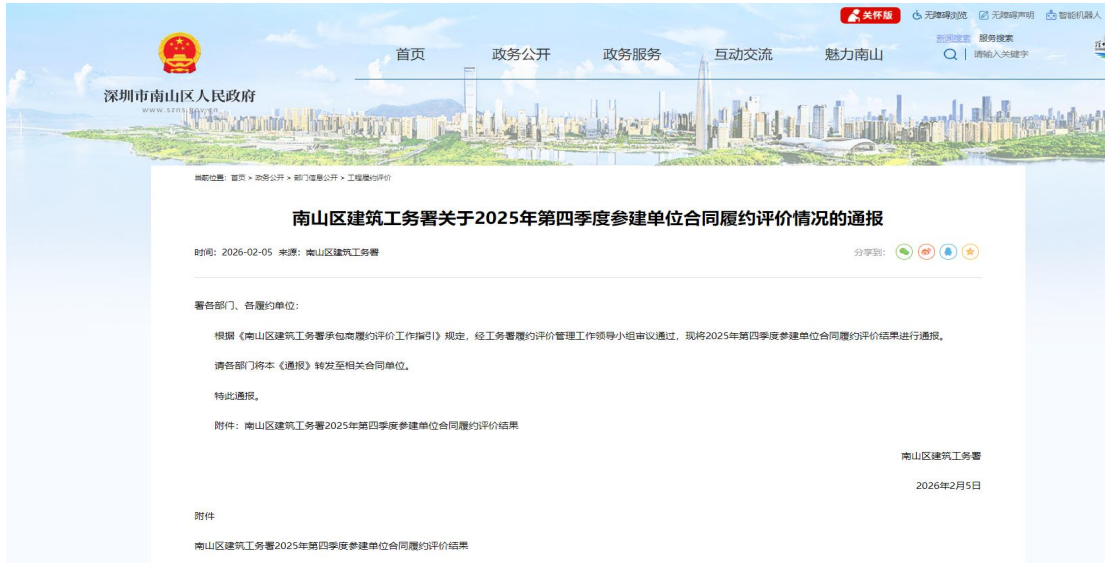 关怀版 无障碍浏览 无障碍声明 智能机器人
新闻搜索 服务搜索
首页 政务公开 政务服务 互动交流 魅力南山 请输入关键字
深圳市南山区人民政府
www.szns.gov.cn
当前位置：首页 > 政务公开 > 部门信息公开 > 工程履约评价
南山区建筑工务署关于2025年第四季度参建单位合同履约评价情况的通报
时间：2026-02-05 来源：南山区建筑工务署 分享到：
署各部门、各履约单位：
根据《南山区建筑工务署承包商履约评价工作指引》规定，经工务署履约评价管理工作领导小组审议通过，现将2025年第四季度参建单位合同履约评价结果进行通报。
请各部门将本《通报》转发至相关合同单位。
特此通报。
附件：南山区建筑工务署2025年第四季度参建单位合同履约评价结果
南山区建筑工务署
2026年2月5日
附件
南山区建筑工务署2025年第四季度参建单位合同履约评价结果